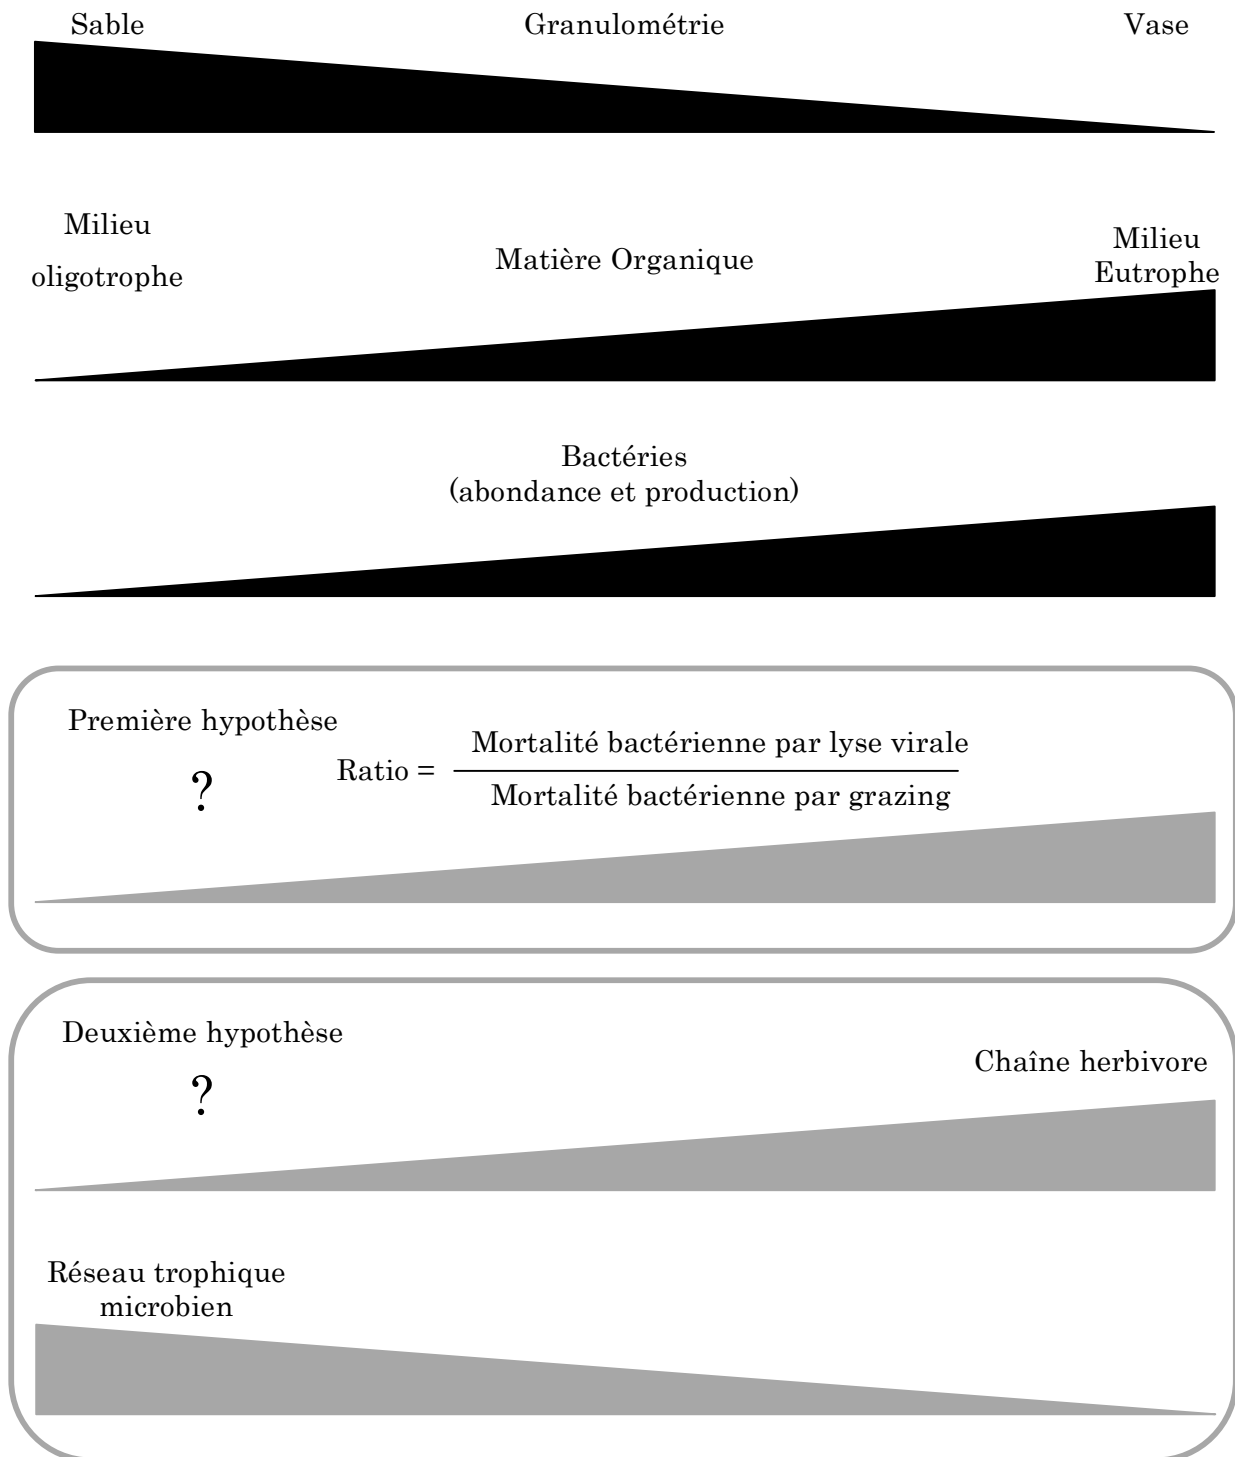 Sable Granulométrie Vase
Milieu
oligotrophe
Matière Organique
Milieu
Eutrophe
Bactéries
(abondance et production)
Première hypothèse
?
Ratio =
Mortalité bactérienne par lyse virale
Mortalité bactérienne par grazing
Deuxième hypothèse
?
Chaîne herbivore
Réseau trophique
microbien